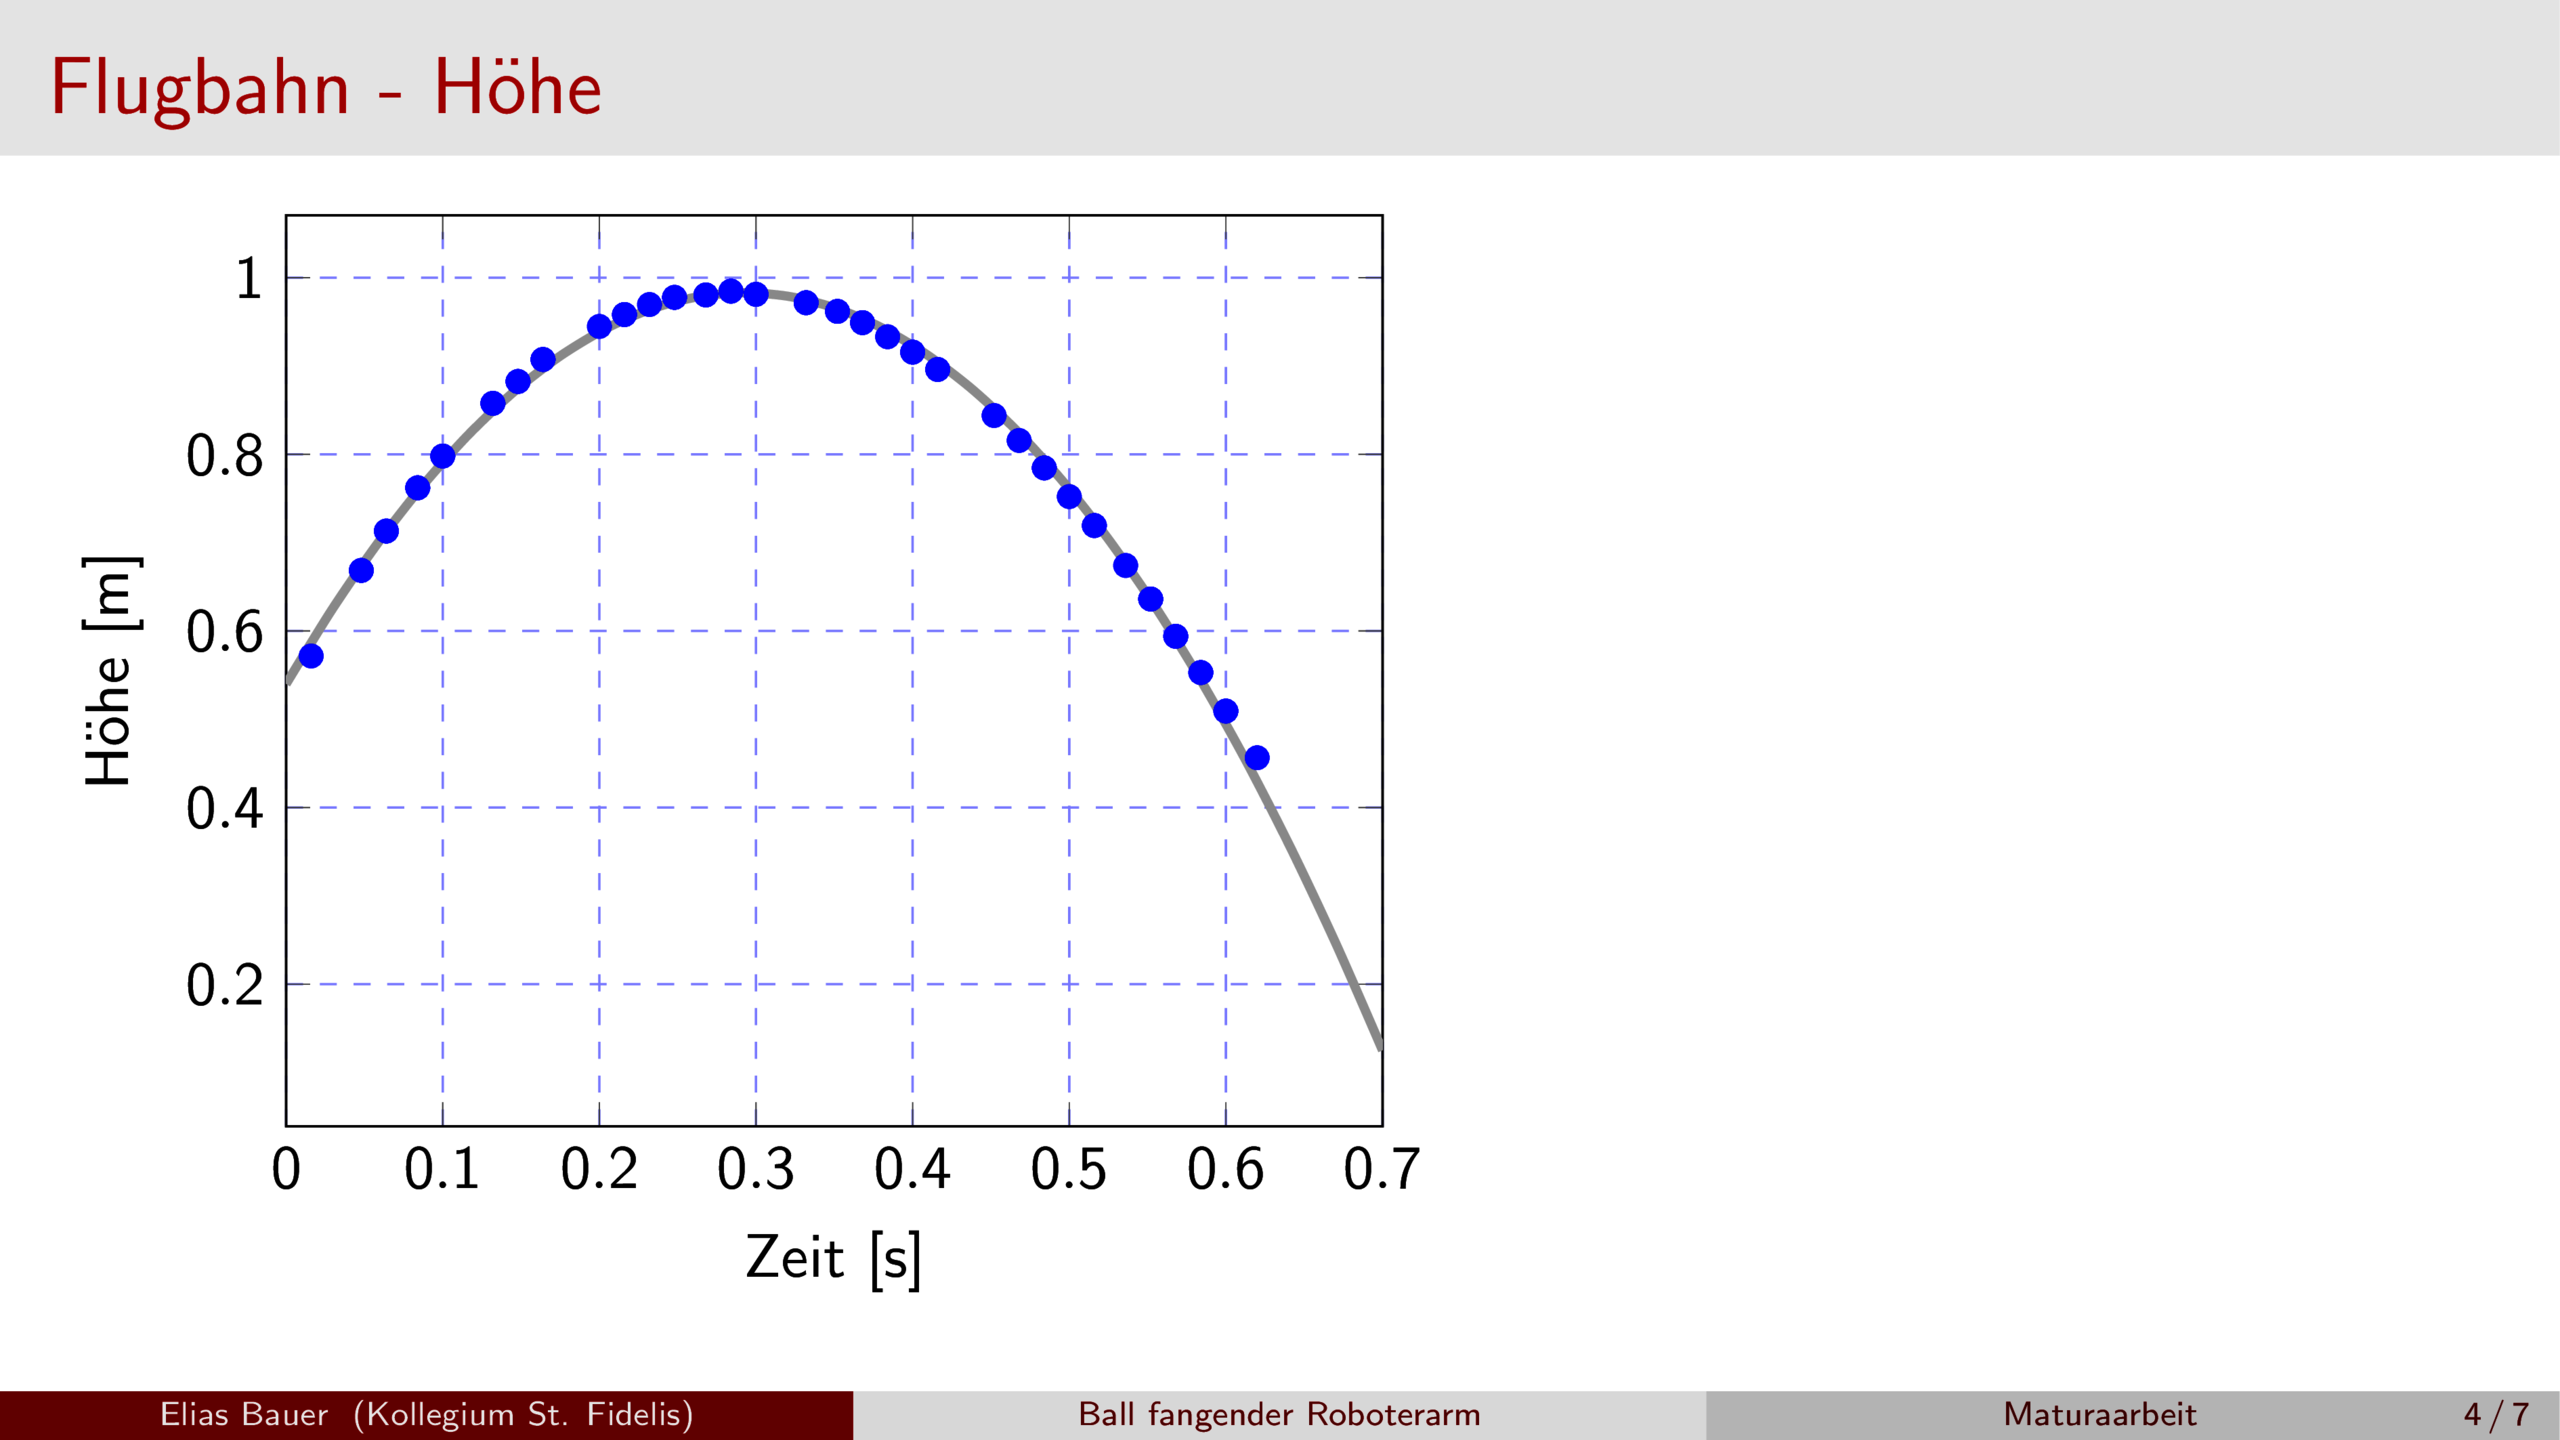 Flugbahn - Höhe
1
0.8
0.6
0.4
0.2
Höhe [m]
0 0.1 0.2 0.3 0.4 0.5 0.6 0.7
Zeit [s]
Elias Bauer (Kollegium St. Fidelis) Ball fangender Roboterarm Maturaarbeit 4 / 7